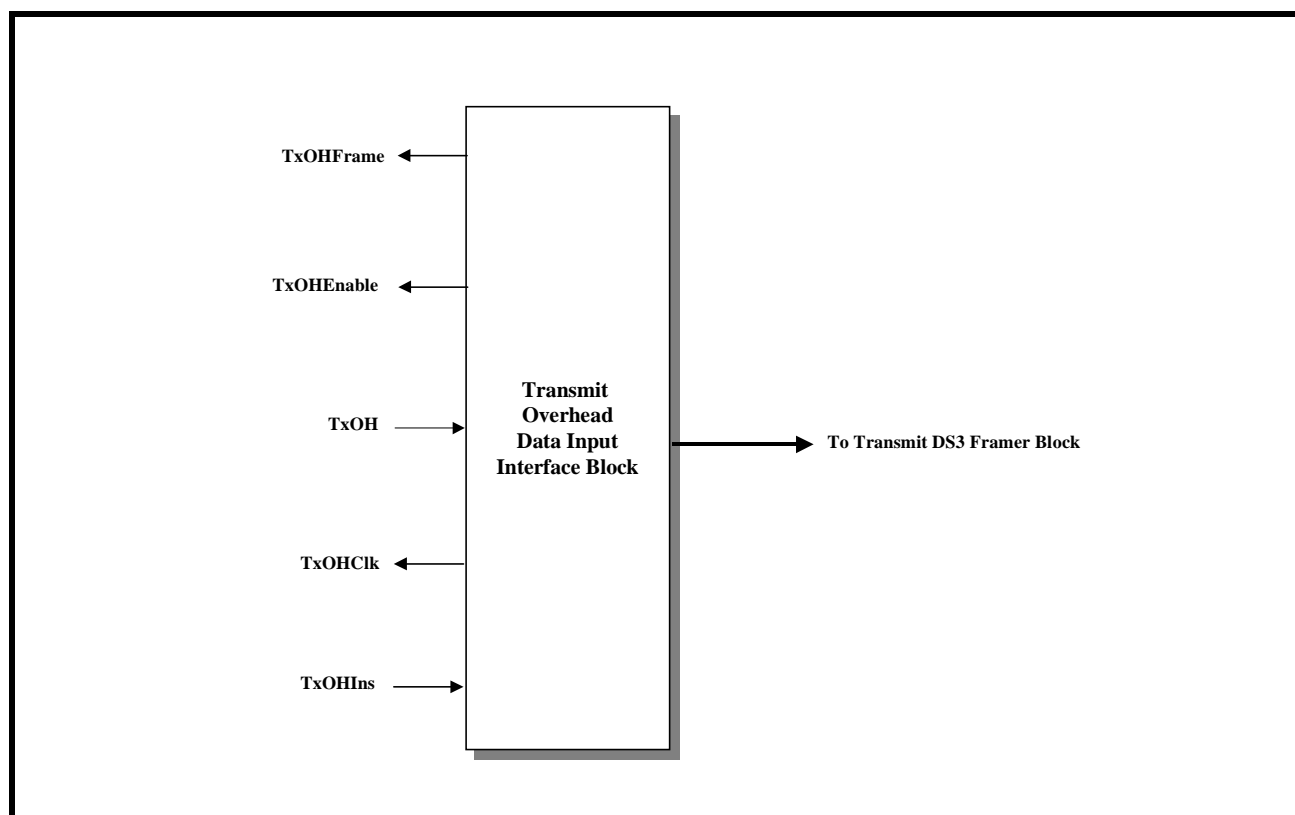 TxOHFrame
TxOHEnable
TxOH
TxOHClk
TxOHIns
Transmit
Overhead
Data Input
Interface Block
To Transmit DS3 Framer Block